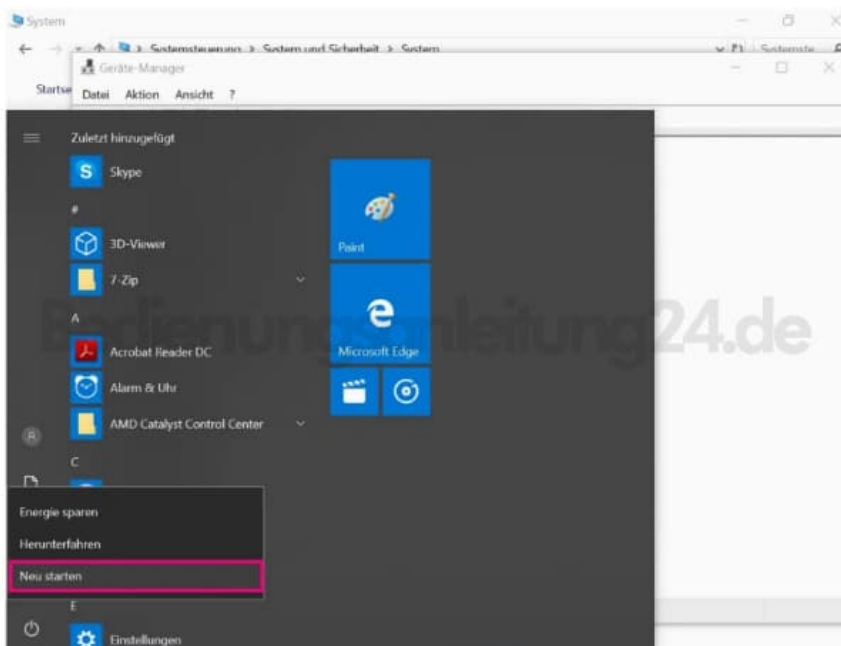 System
Systemsteuerung > System und Sicherheit > System
Systemste
Geräte-Manager
Startse
Datei Aktion Ansicht ?
Zuletzt hinzugefügt
Skype
#
3D-Viewer
7-Zip
A
Acrobat Reader DC
Alarm & Uhr
AMD Catalyst Control Center
C
Paint
Microsoft Edge
R
Energie sparen
Herunterfahren
Neu starten
E
Einstellungen
Bedienungsanleitung24.de